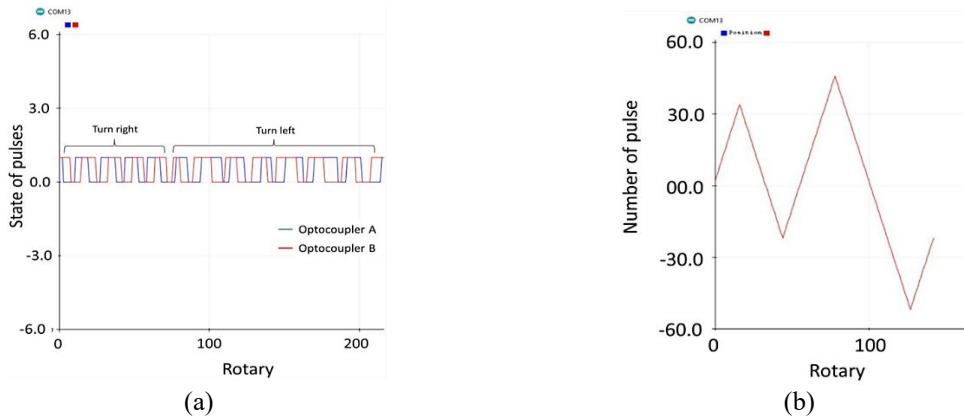 COM13
6.0
3.0
0.0
-3.0
-6.0
State of pulses
Turn right
Turn left
Optocoupler A
Optocoupler B
0
100
200
Rotary
(a)
COM13
Position
60.0
30.0
00.0
-30.0
-60.0
Number of pulse
0
100
Rotary
(b)